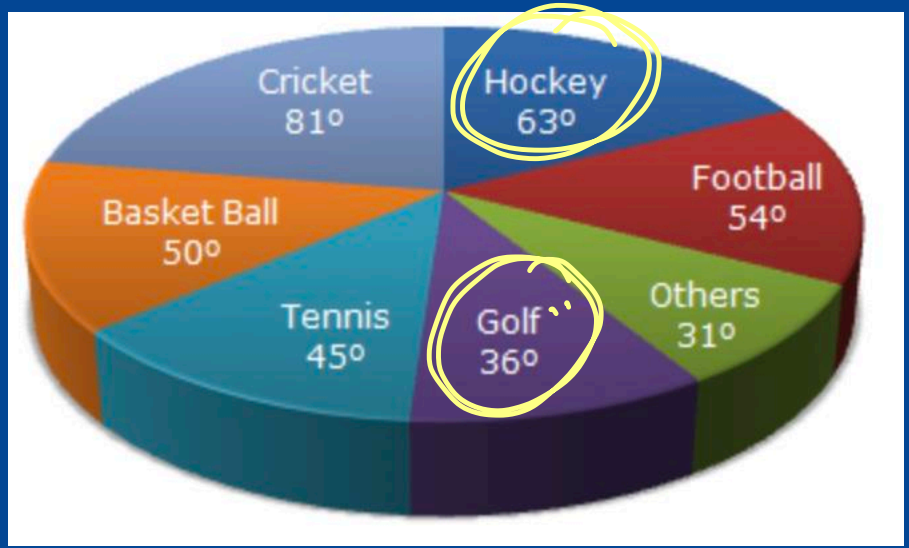 Cricket
81º
Hockey
63º
Football
54º
Basket Ball
50º
Others
31º
Tennis
45º
Golf
36º